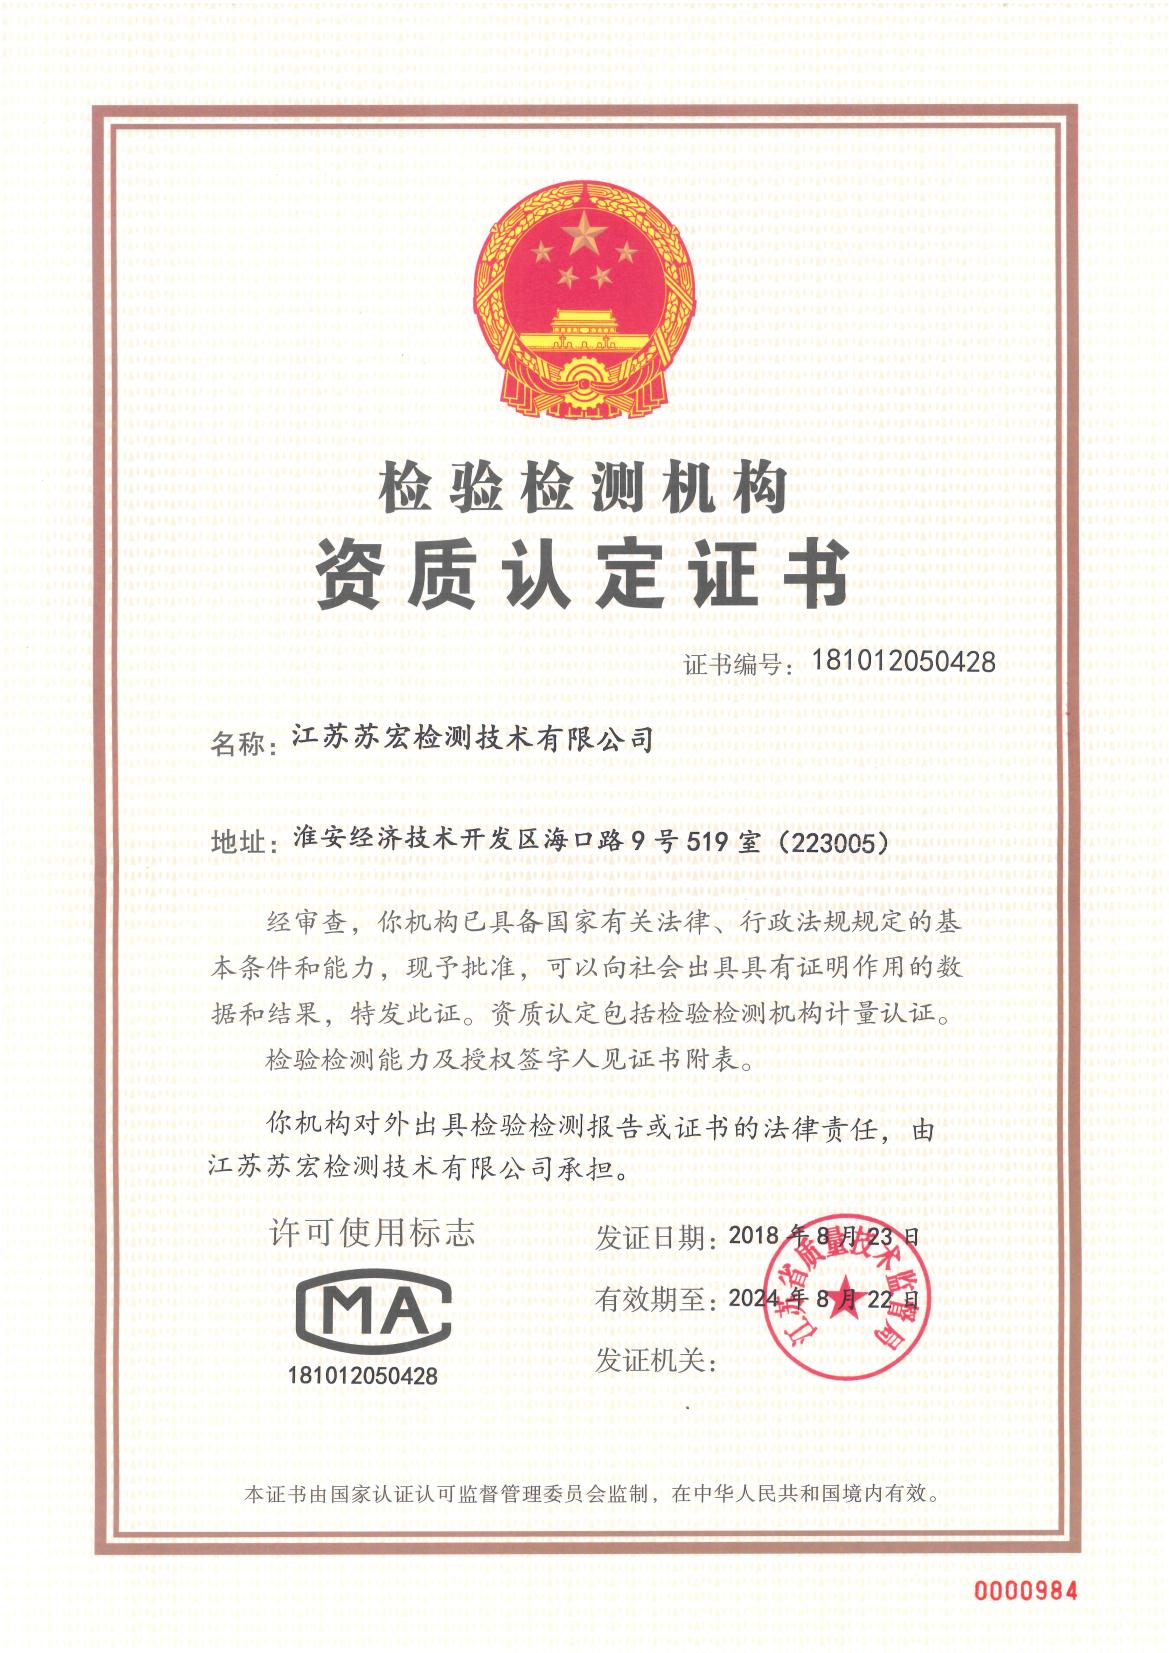 检验检测机构
资质认定证书
证书编号：181012050428
名称：江苏苏宏检测技术有限公司
地址：淮安经济技术开发区海口路9号519室（223005）
经审查，你机构已具备国家有关法律、行政法规规定的基
本条件和能力，现予批准，可以向社会出具具有证明作用的数
据和结果，特发此证。资质认定包括检验检测机构计量认证。
检验检测能力及授权签字人见证书附表。
你机构对外出具检验检测报告或证书的法律责任，由
江苏苏宏检测技术有限公司承担。
许可使用标志
MA
181012050428
发证日期：2018年8月23日
有效期至：2024年8月22日
发证机关：
江苏省质量技术监督局
本证书由国家认证认可监督管理委员会监制，在中华人民共和国境内有效。
0000984